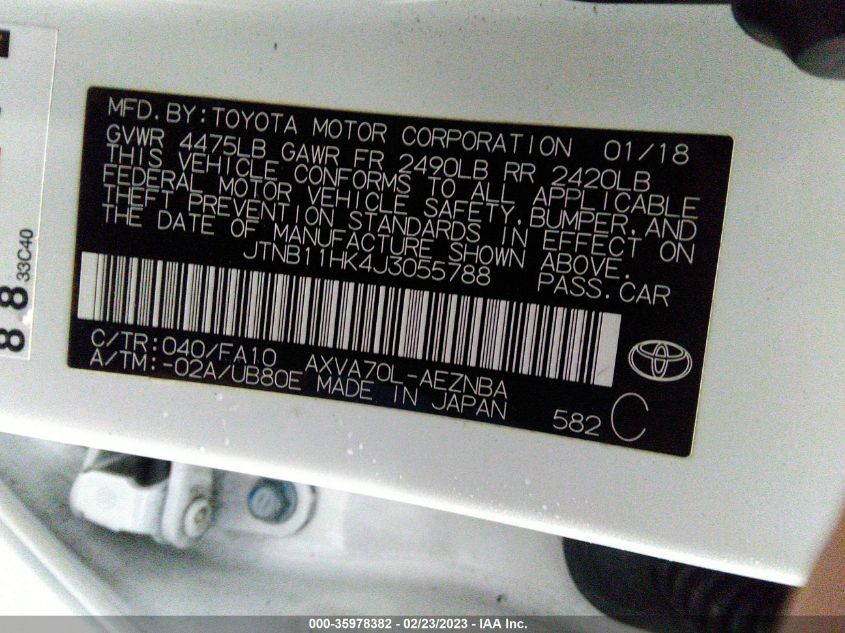 MFD.BY:TOYOTA MOTOR CORPORATION 01/18
GVWR 4475LB GAWR FR 2490LB RR 2420LB
THIS VEHICLE CONFORMS TO ALL APPLICABLE
FEDERAL MOTOR VEHICLE SAFETY,BUMPER,AND
THEFT PREVENTION STANDARDS IN EFFECT ON
THE DATE OF MANUFACTURE SHOWN ABOVE.
JTNB11HK4J3055788 PASS.CAR
C/TR:040/FA10 AXVA70L-AEZNBA
A/TM:-02A/UB80E MADE IN JAPAN
582 C
88
33C40
000-35978382 - 02/23/2023 - IAA Inc.